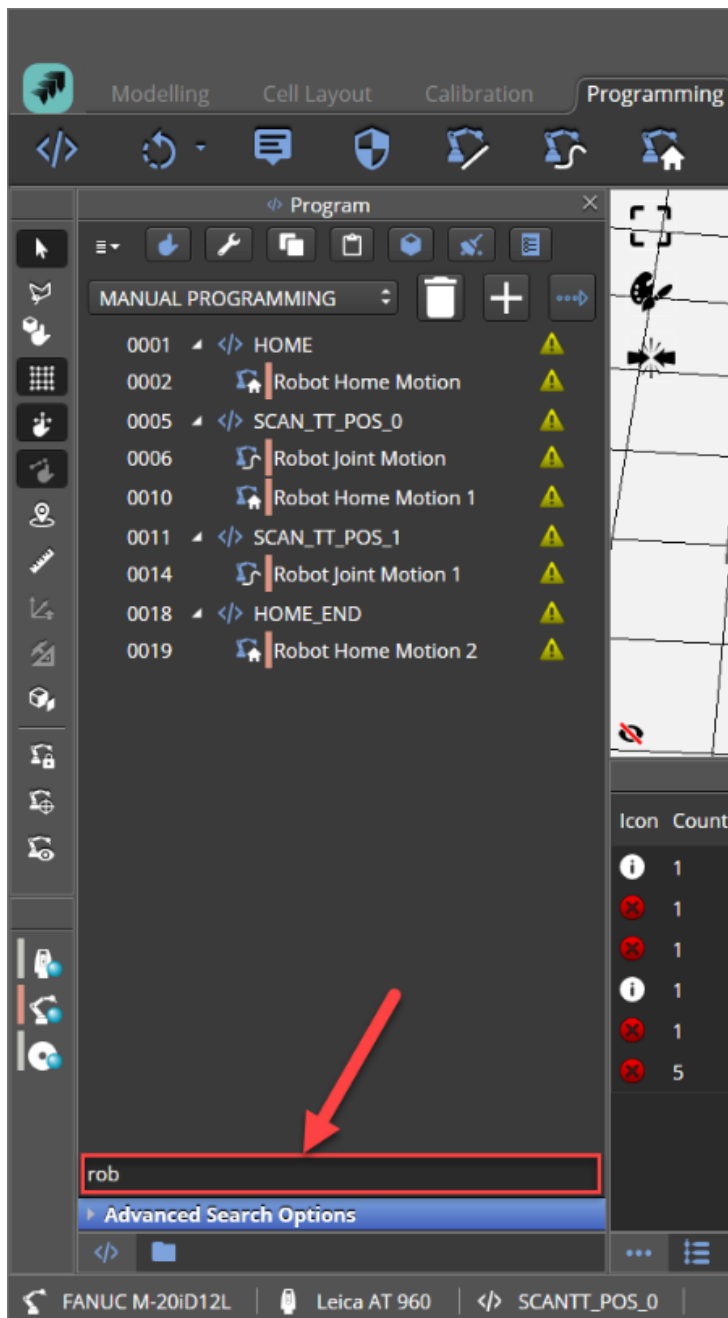 Modelling Cell Layout Calibration Programming
Program
MANUAL PROGRAMMING
0001 HOME
0002 Robot Home Motion
0005 SCAN_TT_POS_0
0006 Robot Joint Motion
0010 Robot Home Motion 1
0011 SCAN_TT_POS_1
0014 Robot Joint Motion 1
0018 HOME_END
0019 Robot Home Motion 2
Icon Count
1
1
1
1
1
5
rob
Advanced Search Options
FANUC M-20iD12L Leica AT 960 </> SCANTT_POS_0